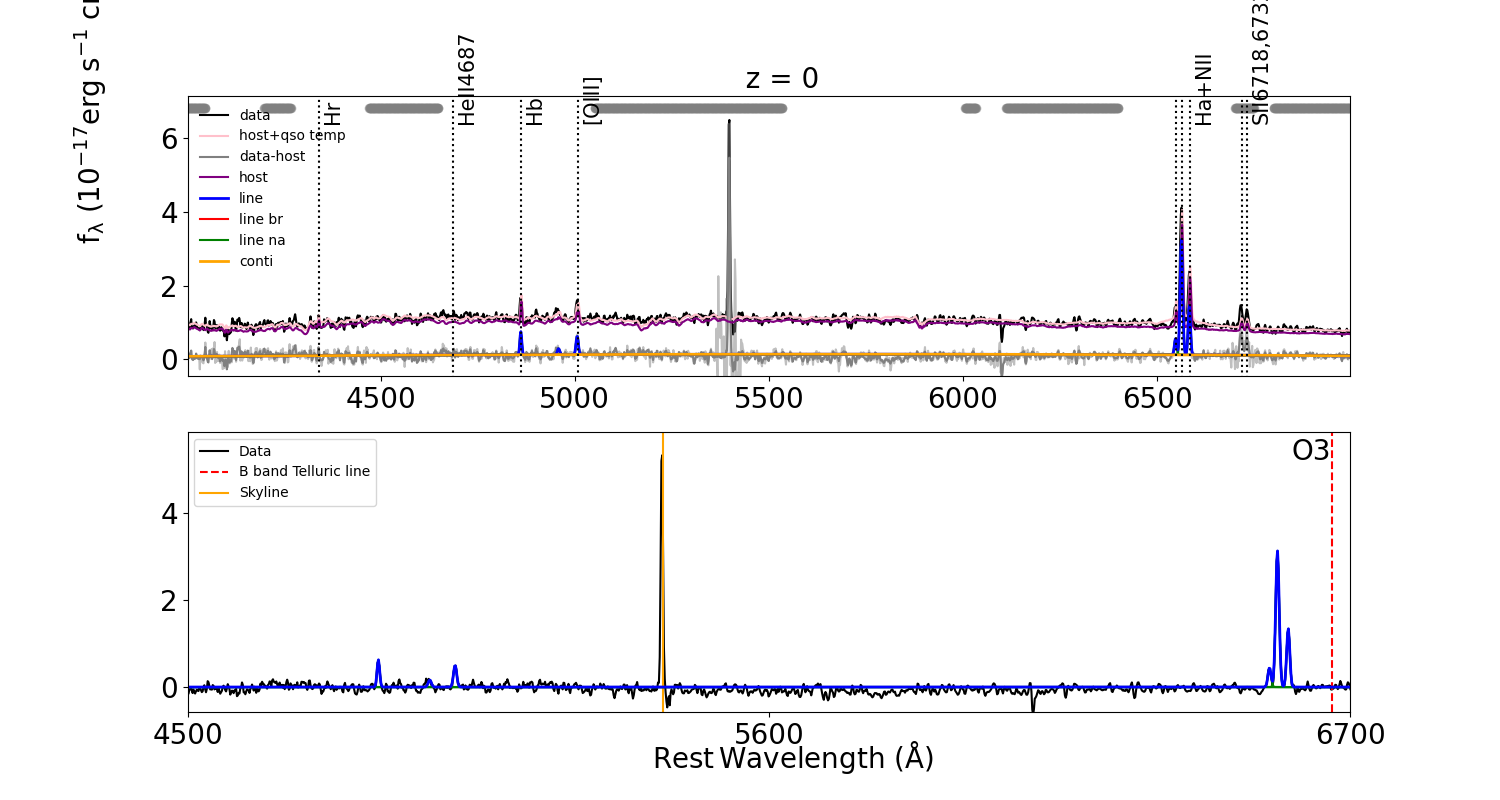 z = 0
f_λ (10^−17 erg s^−1
Hr
HeII4687
Hb
[OIII]
Ha+NII
SII6718,673
data
host+qso temp
data-host
host
line
line br
line na
conti
6
4
2
0
4500 5000 5500 6000 6500
O3
Data
B band Telluric line
Skyline
4
2
0
4500 5600 6700
Rest Wavelength (Å)